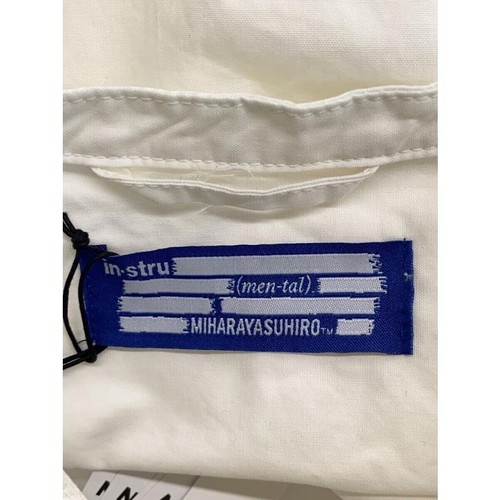 in·stru
(men-tal).
MIHARAYASUHIRO™